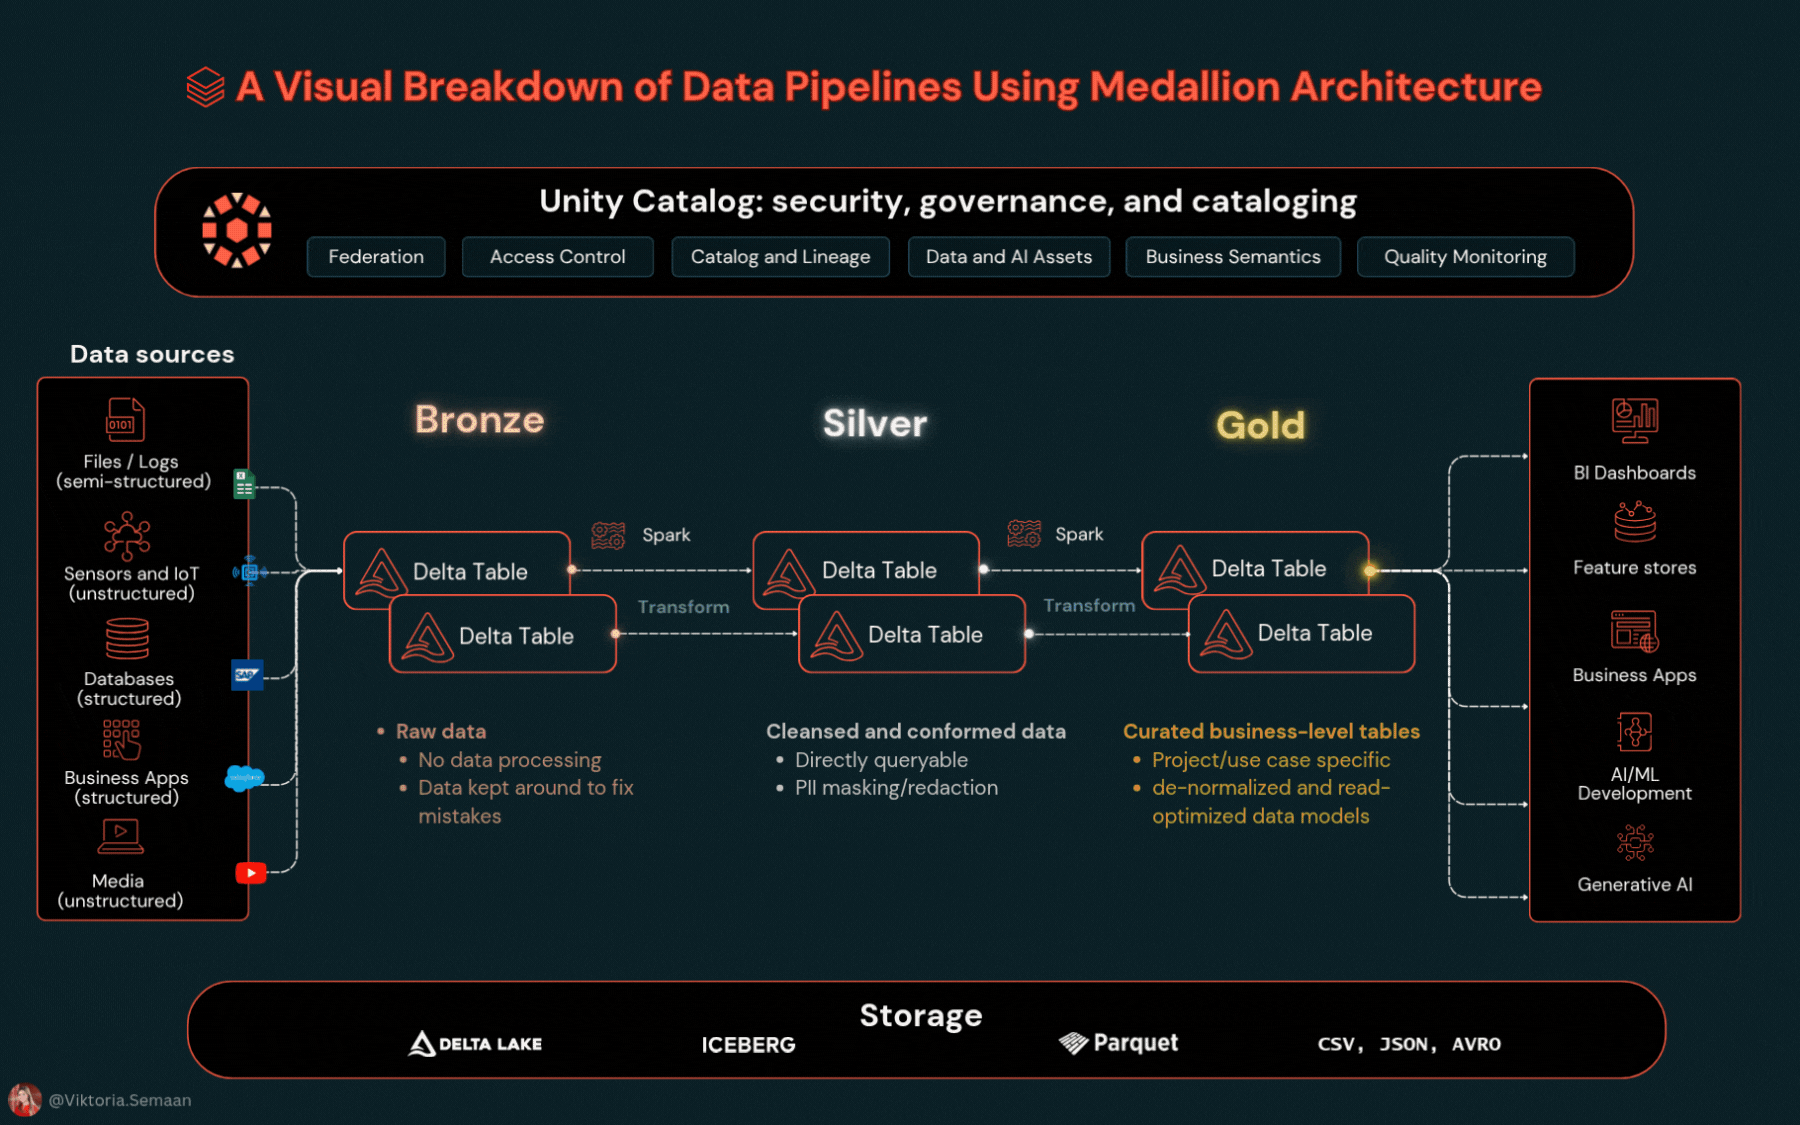 A Visual Breakdown of Data Pipelines Using Medallion Architecture
Unity Catalog: security, governance, and cataloging
Federation
Access Control
Catalog and Lineage
Data and AI Assets
Business Semantics
Quality Monitoring
Data sources
0101
Files / Logs
(semi-structured)
X
Sensors and IoT
(unstructured)
Databases
(structured)
SAP
Business Apps
(structured)
salesforce
Media
(unstructured)
Bronze
Delta Table
Delta Table
Raw data
No data processing
Data kept around to fix
mistakes
Spark
Transform
Silver
Delta Table
Delta Table
Cleansed and conformed data
Directly queryable
PII masking/redaction
Spark
Transform
Gold
Delta Table
Delta Table
Curated business-level tables
Project/use case specific
de-normalized and read-
optimized data models
BI Dashboards
Feature stores
Business Apps
AI/ML
Development
Generative AI
Storage
DELTA LAKE
ICEBERG
Parquet
CSV, JSON, AVRO
@Viktoria.Semaan